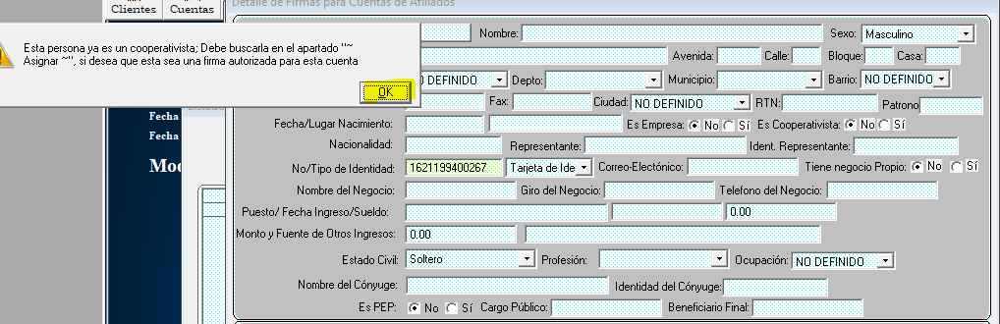 Clientes Cuentas
Detalle de Firmas para Cuentas de Afiliados
Nombre: Sexo: Masculino
Esta persona ya es un cooperativista; Debe buscarla en el apartado "~
Asignar ~", si desea que esta sea una firma autorizada para esta cuenta
OK
Avenida: Calle: Bloque: Casa:
O DEFINIDO Depto: Municipio: Barrio: NO DEFINIDO
Fax: Ciudad: NO DEFINIDO RTN: Patrono
Fecha
Fecha/Lugar Nacimiento: Es Empresa: No Sí Es Cooperativista: No Sí
Fecha
Nacionalidad: Representante: Ident. Representante:
Moo
No/Tipo de Identidad: 1621199400267 Tarjeta de Ide Correo-Electrónico: Tiene negocio Propio: No Sí
Nombre del Negocio: Giro del Negocio: Telefono del Negocio:
Puesto/ Fecha Ingreso/Sueldo: 0.00
Monto y Fuente de Otros Ingresos: 0.00
Estado Civil: Soltero Profesión: Ocupación: NO DEFINIDO
Nombre del Cónyuge: Identidad del Cónyuge:
Es PEP: No Sí Cargo Público: Beneficiario Final: